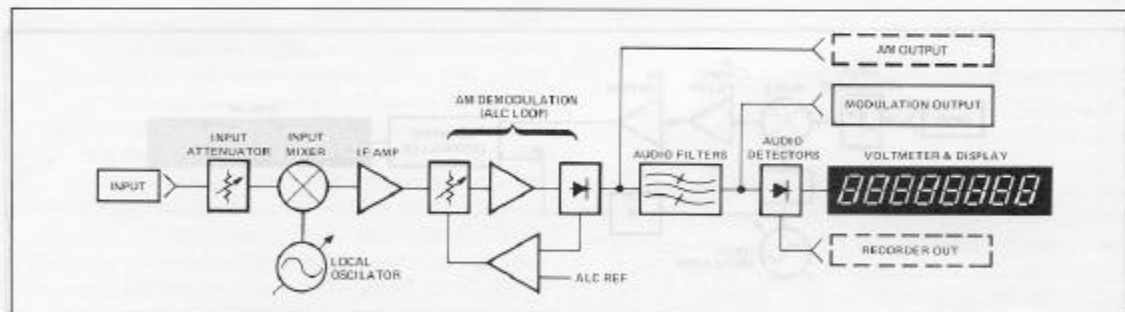 AM OUTPUT
AM DEMODULATION
(ALC LOOP)
MODULATION OUTPUT
INPUT
ATTENUATOR
INPUT
MIXER
I-F AMP
AUDIO FILTERS
AUDIO
DETECTORS
VOLTMETER & DISPLAY
INPUT
88888888
LOCAL
OSCILATOR
ALC REF
RECORDER OUT